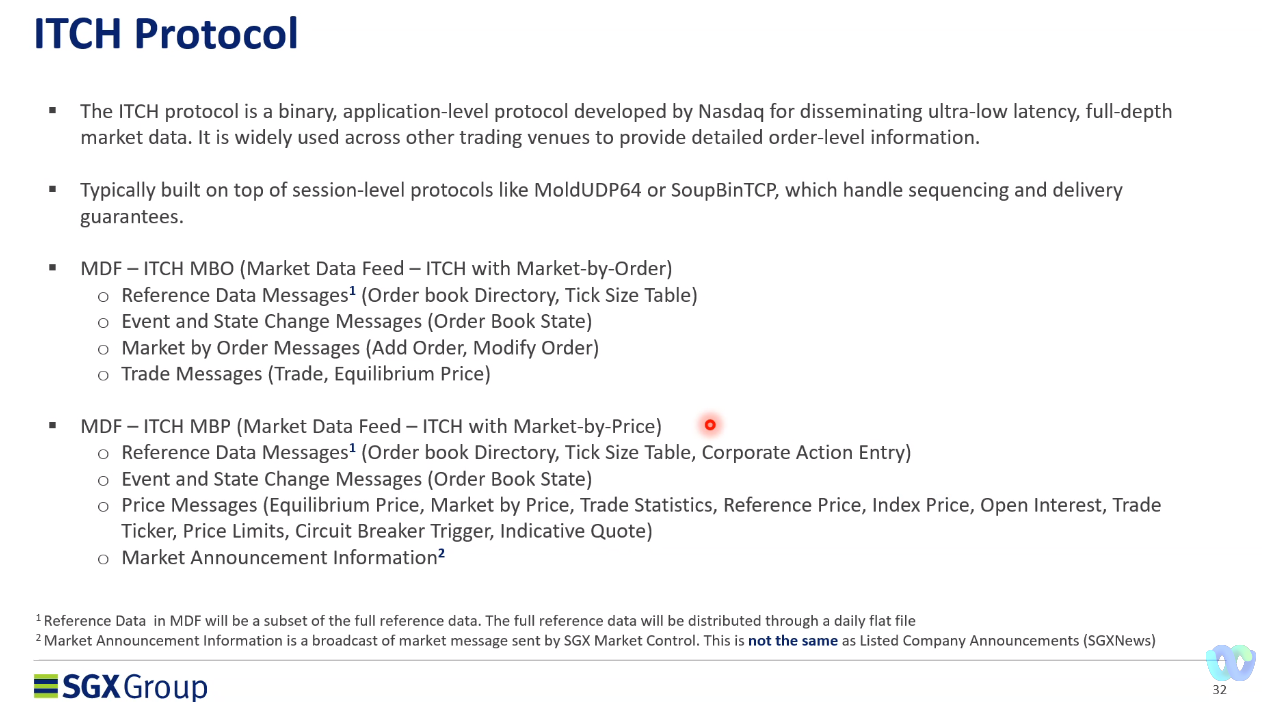 ITCH Protocol
▪ The ITCH protocol is a binary, application-level protocol developed by Nasdaq for disseminating ultra-low latency, full-depth
market data. It is widely used across other trading venues to provide detailed order-level information.
▪ Typically built on top of session-level protocols like MoldUDP64 or SoupBinTCP, which handle sequencing and delivery
guarantees.
▪ MDF – ITCH MBO (Market Data Feed – ITCH with Market-by-Order)
o Reference Data Messages¹ (Order book Directory, Tick Size Table)
o Event and State Change Messages (Order Book State)
o Market by Order Messages (Add Order, Modify Order)
o Trade Messages (Trade, Equilibrium Price)
▪ MDF – ITCH MBP (Market Data Feed – ITCH with Market-by-Price)
o Reference Data Messages¹ (Order book Directory, Tick Size Table, Corporate Action Entry)
o Event and State Change Messages (Order Book State)
o Price Messages (Equilibrium Price, Market by Price, Trade Statistics, Reference Price, Index Price, Open Interest, Trade
Ticker, Price Limits, Circuit Breaker Trigger, Indicative Quote)
o Market Announcement Information²
¹ Reference Data in MDF will be a subset of the full reference data. The full reference data will be distributed through a daily flat file
² Market Announcement Information is a broadcast of market message sent by SGX Market Control. This is not the same as Listed Company Announcements (SGXNews)
SGXGroup
32